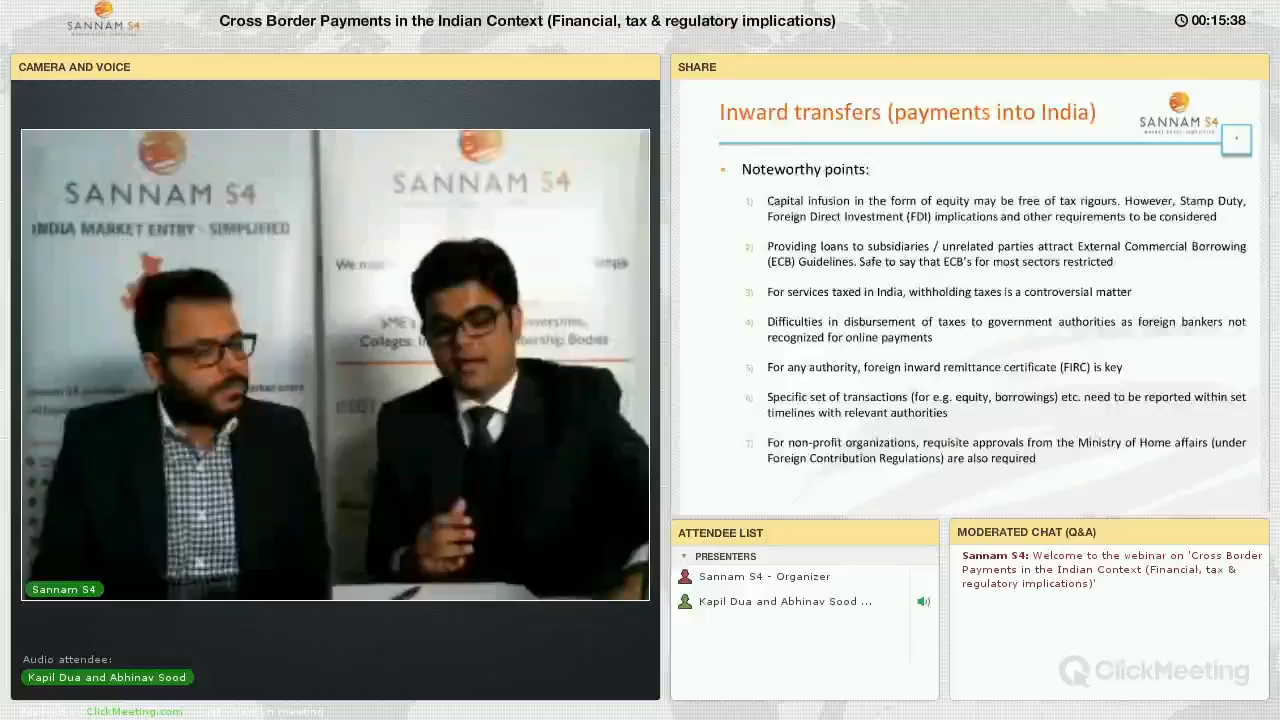 SANNAM S4
Cross Border Payments in the Indian Context (Financial, tax & regulatory implications)
00:15:38
CAMERA AND VOICE
SANNAM S4
INDIA MARKET ENTRY - SIMPLIFIED
SANNAM S4
Sannam S4
Audio attendee:
Kapil Dua and Abhinav Sood
ClickMeeting.com
SHARE
Inward transfers (payments into India)
SANNAM S4
MARKET ENTRY-SIMPLIFIED
4
Noteworthy points:
1) Capital infusion in the form of equity may be free of tax rigours. However, Stamp Duty,
Foreign Direct Investment (FDI) implications and other requirements to be considered
2) Providing loans to subsidiaries / unrelated parties attract External Commercial Borrowing
(ECB) Guidelines. Safe to say that ECB's for most sectors restricted
3) For services taxed in India, withholding taxes is a controversial matter
4) Difficulties in disbursement of taxes to government authorities as foreign bankers not
recognized for online payments
5) For any authority, foreign inward remittance certificate (FIRC) is key
6) Specific set of transactions (for e.g. equity, borrowings) etc. need to be reported within set
timelines with relevant authorities
7) For non-profit organizations, requisite approvals from the Ministry of Home affairs (under
Foreign Contribution Regulations) are also required
ATTENDEE LIST
PRESENTERS
Sannam S4 - Organizer
Kapil Dua and Abhinav Sood ...
MODERATED CHAT (Q&A)
Sannam S4: Welcome to the webinar on 'Cross Border
Payments in the Indian Context (Financial, tax &
regulatory implications)'
ClickMeeting